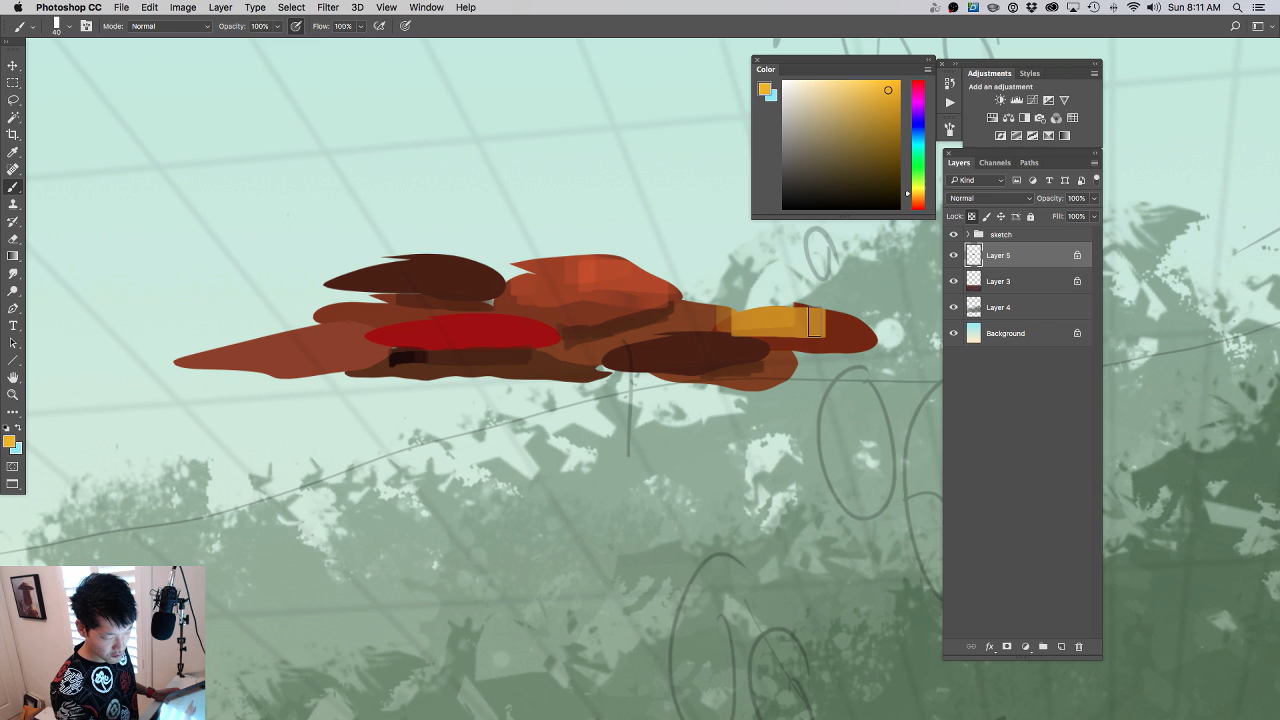 Photoshop CC File Edit Image Layer Type Select Filter 3D View Window Help Sun 8:11 AM
40 Mode: Normal Opacity: 100% Flow: 100%
Color
Adjustments Styles
Add an adjustment
Layers Channels Paths
Kind
Normal Opacity: 100%
Lock: Fill: 100%
sketch
Layer 5
Layer 3
Layer 4
Background
fx